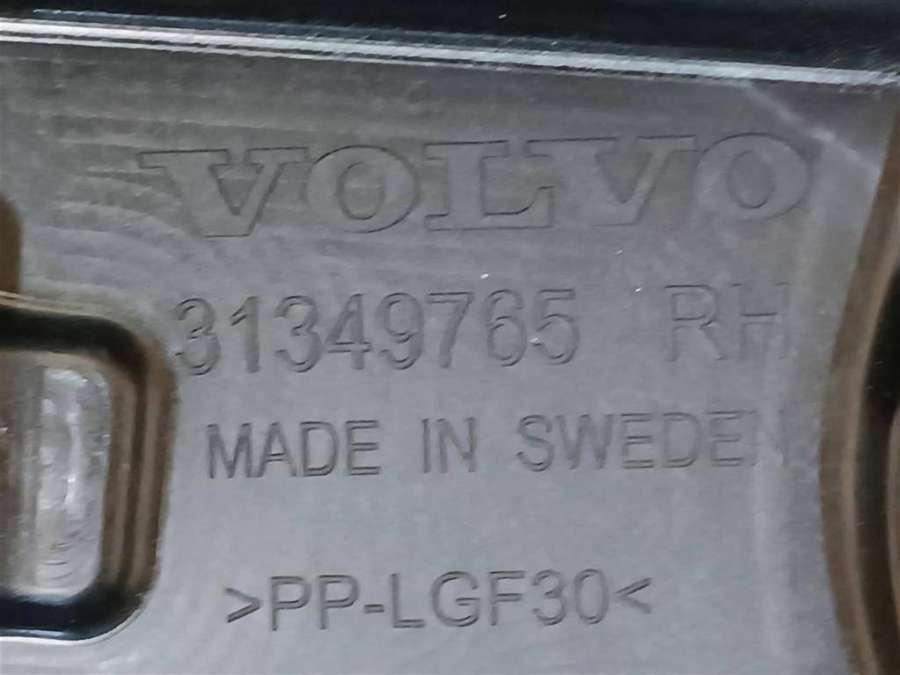 VOLVO
31349765 RH
MADE IN SWEDEN
>PP-LGF30<